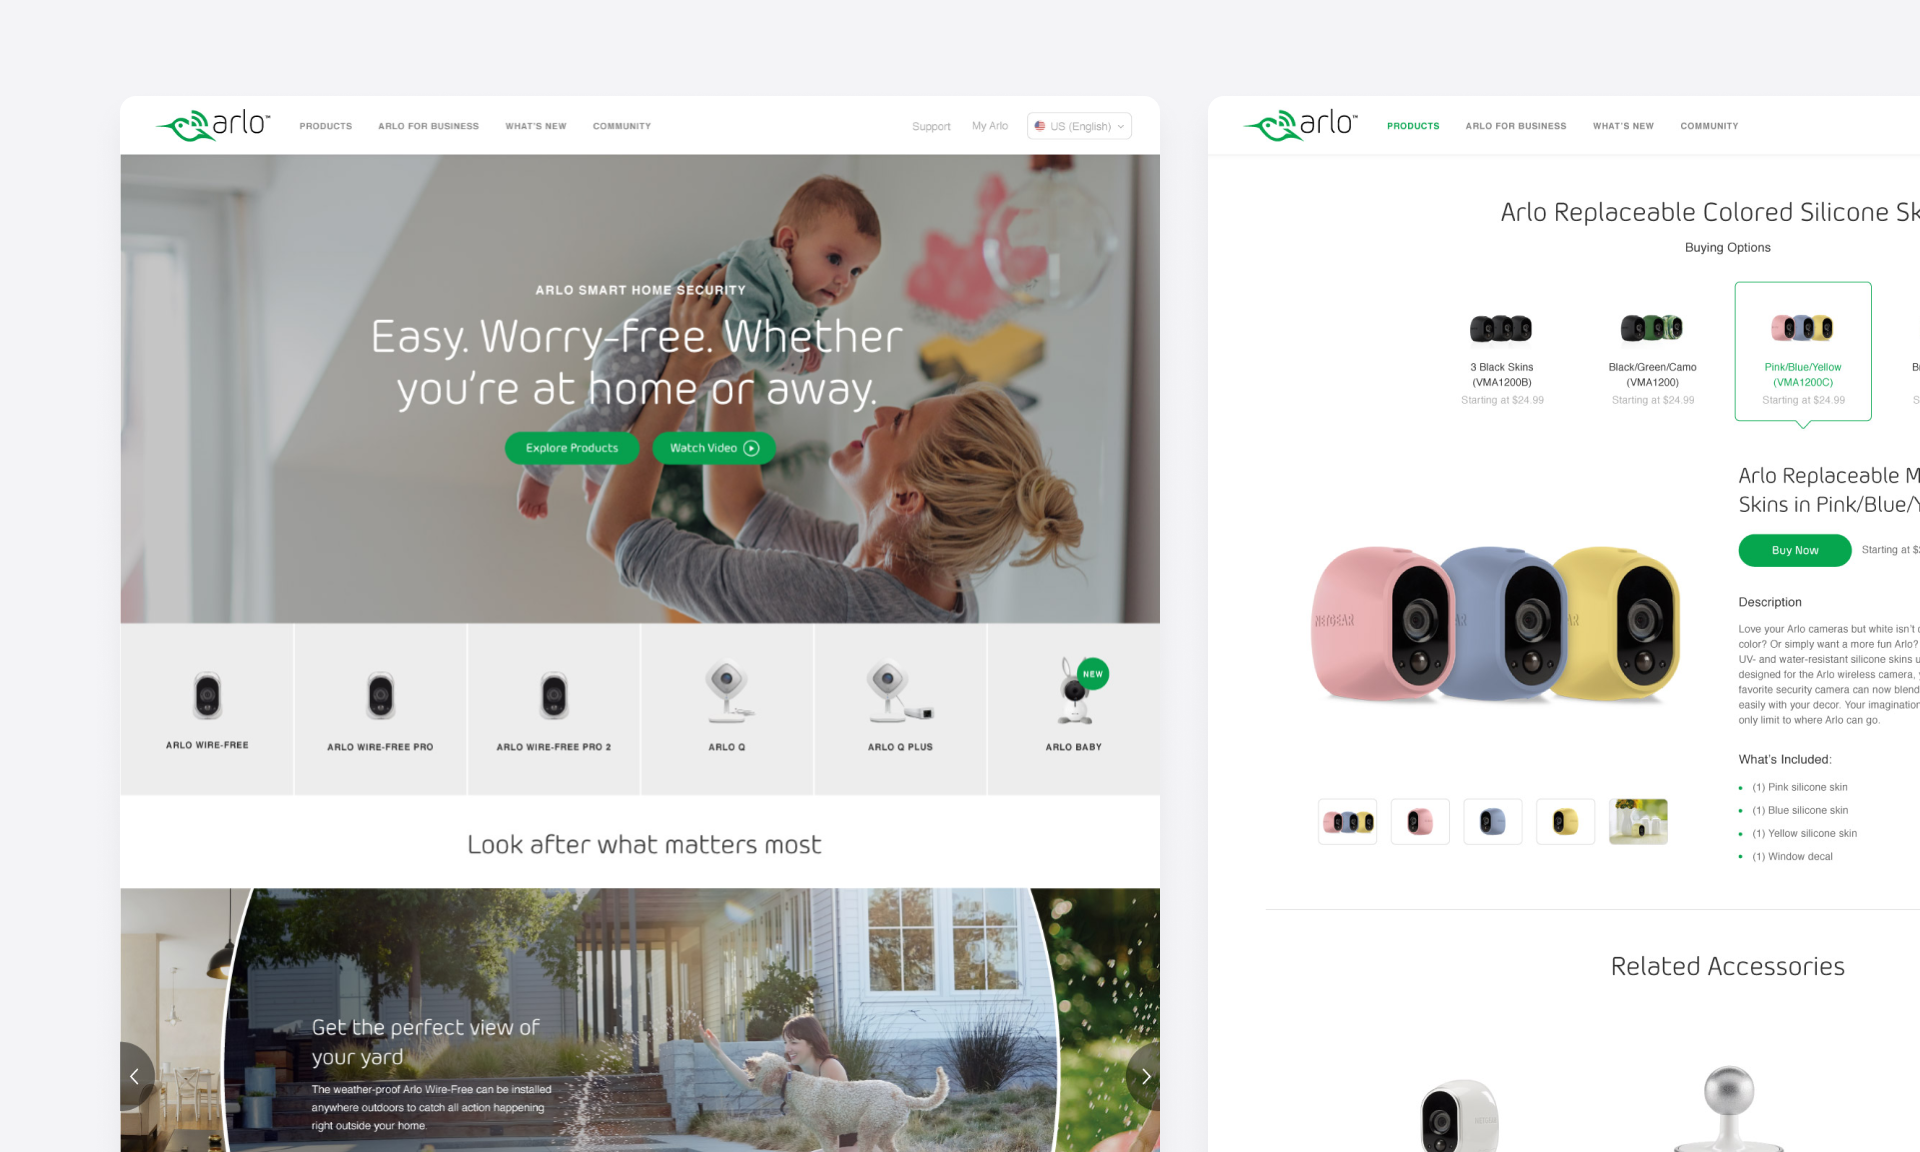 arlo™
PRODUCTS
ARLO FOR BUSINESS
WHAT'S NEW
COMMUNITY
Support
My Arlo
US (English)
ARLO SMART HOME SECURITY
Easy. Worry-free. Whether
you're at home or away.
Explore Products
Watch Video
ARLO WIRE-FREE
ARLO WIRE-FREE PRO
ARLO WIRE-FREE PRO 2
ARLO Q
ARLO Q PLUS
NEW
ARLO BABY
Look after what matters most
Get the perfect view of
your yard
The weather-proof Arlo Wire-Free can be installed
anywhere outdoors to catch all action happening
right outside your home.
arlo™
PRODUCTS
ARLO FOR BUSINESS
WHAT'S NEW
COMMUNITY
Arlo Replaceable Colored Silicone Sk
Buying Options
3 Black Skins
(VMA1200B)
Starting at $24.99
Black/Green/Camo
(VMA1200)
Starting at $24.99
Pink/Blue/Yellow
(VMA1200C)
Starting at $24.99
B
S
NETGEAR
Arlo Replaceable M
Skins in Pink/Blue/Y
Buy Now
Starting at $
Description
Love your Arlo cameras but white isn't
color? Or simply want a more fun Arlo?
UV- and water-resistant silicone skins
designed for the Arlo wireless camera,
favorite security camera can now blend
easily with your decor. Your imagination
only limit to where Arlo can go.
What's Included:
(1) Pink silicone skin
(1) Blue silicone skin
(1) Yellow silicone skin
(1) Window decal
Related Accessories